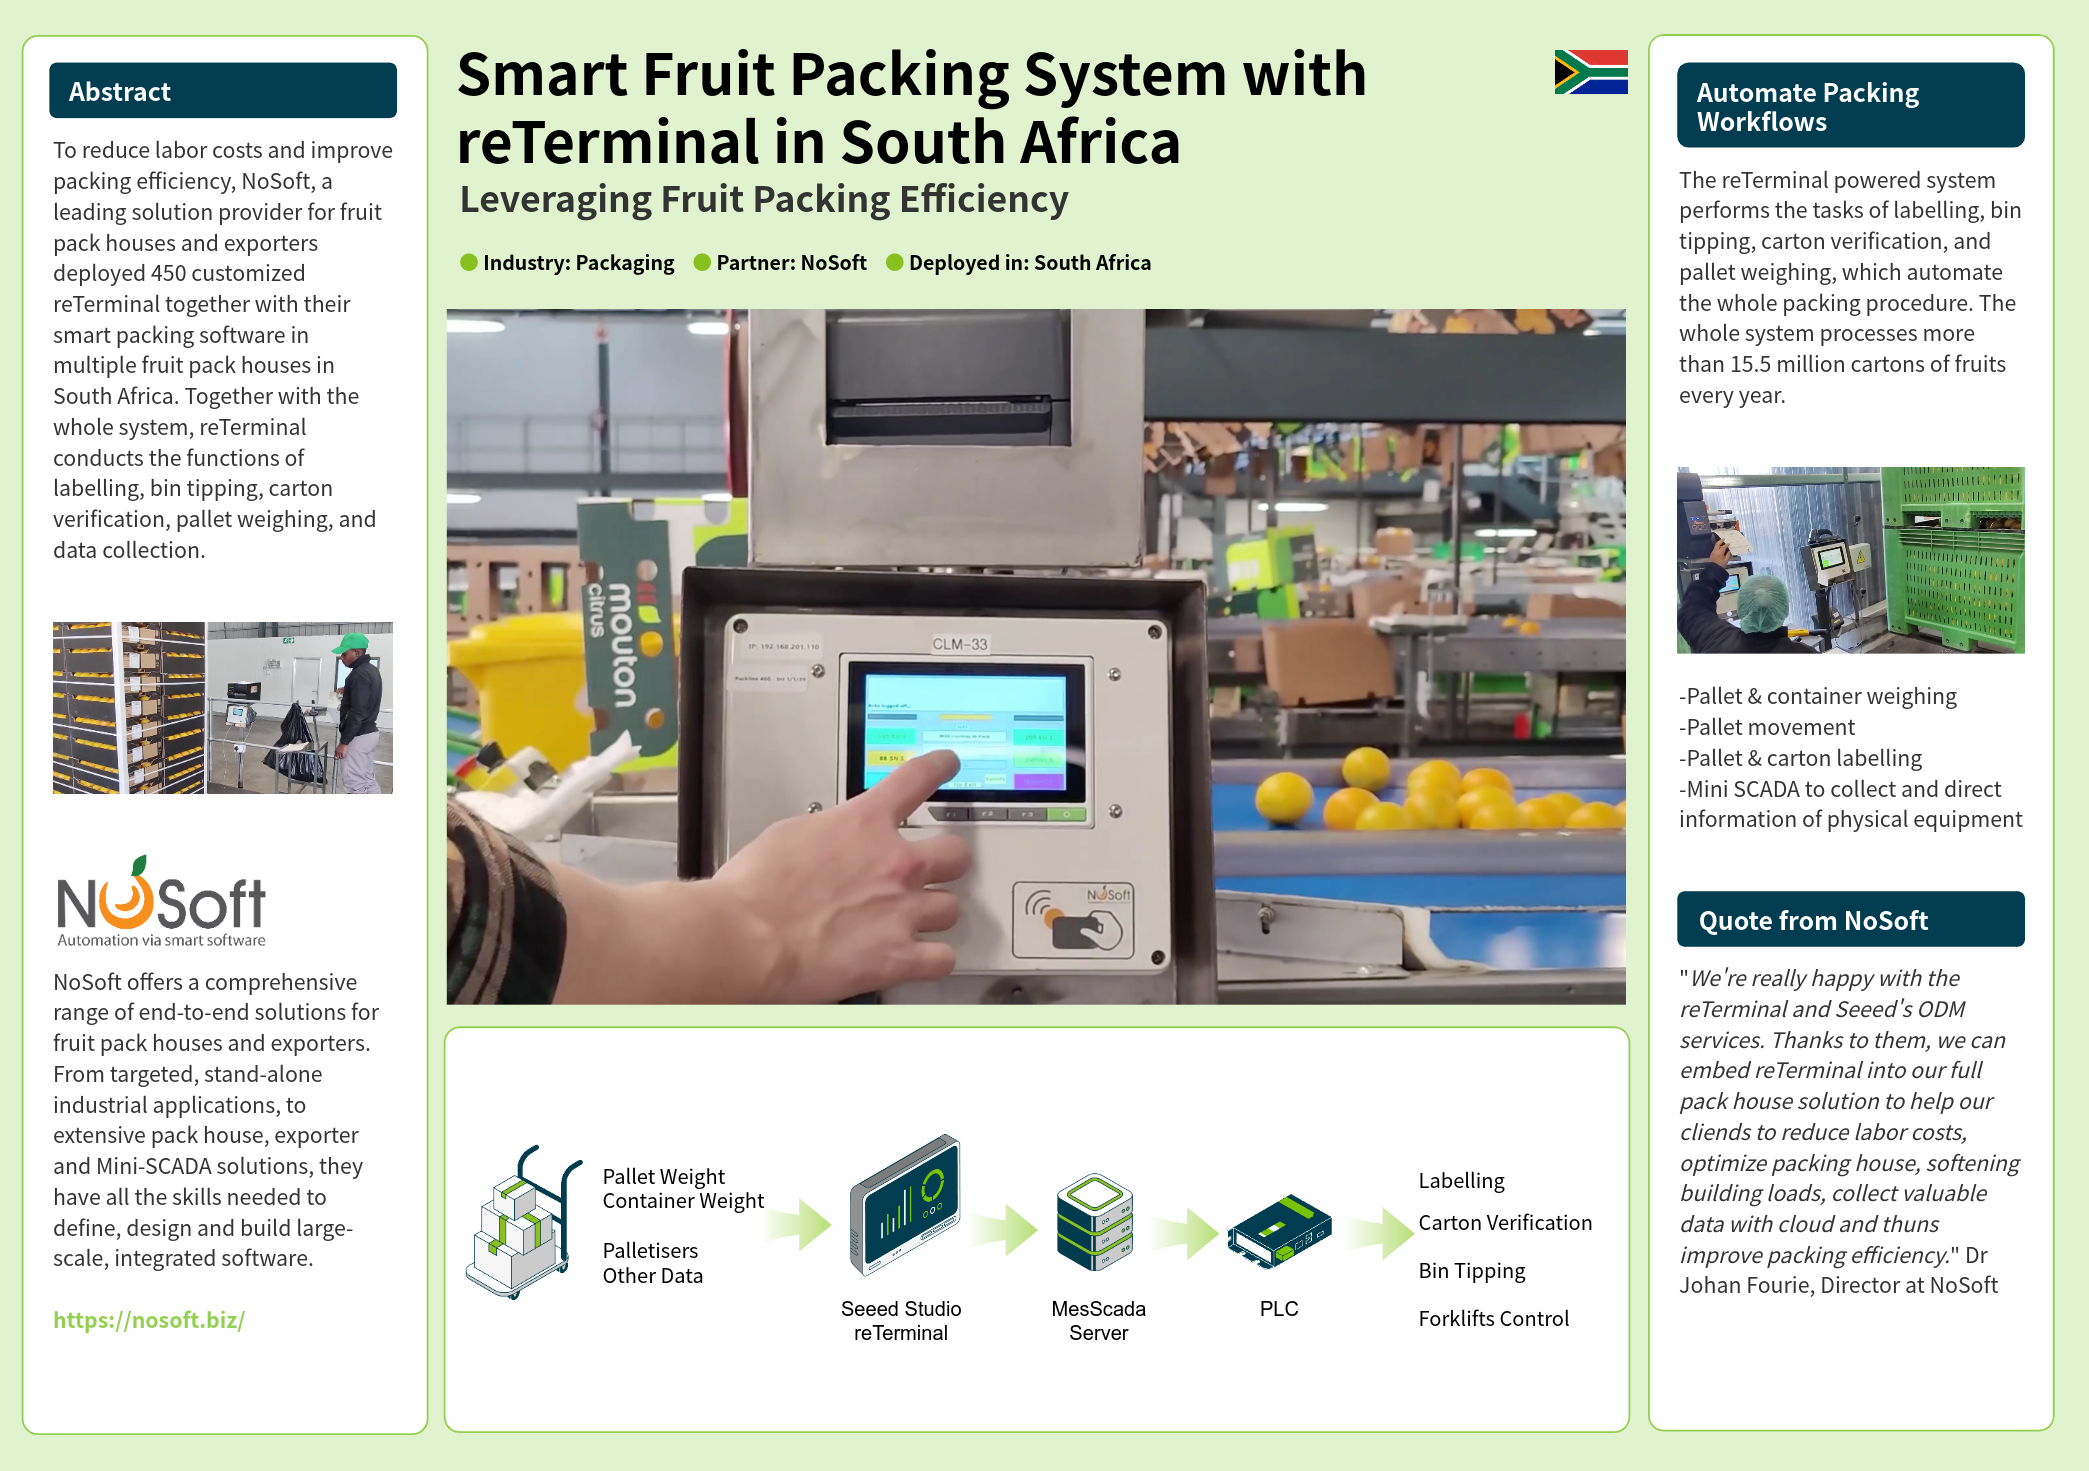 Abstract
To reduce labor costs and improve
packing efficiency, NoSoft, a
leading solution provider for fruit
pack houses and exporters
deployed 450 customized
reTerminal together with their
smart packing software in
multiple fruit pack houses in
South Africa. Together with the
whole system, reTerminal
conducts the functions of
labelling, bin tipping, carton
verification, pallet weighing, and
data collection.
NoSoft
Automation via smart software
NoSoft offers a comprehensive
range of end-to-end solutions for
fruit pack houses and exporters.
From targeted, stand-alone
industrial applications, to
extensive pack house, exporter
and Mini-SCADA solutions, they
have all the skills needed to
define, design and build large-
scale, integrated software.
https://nosoft.biz/
Smart Fruit Packing System with
reTerminal in South Africa
Leveraging Fruit Packing Efficiency
Industry: Packaging Partner: NoSoft Deployed in: South Africa
mouton
citrus
IP: 192.168.201.110
CLM-33
F1 F2 F3
NoSoft
Pallet Weight
Container Weight
Palletisers
Other Data
Seeed Studio
reTerminal
MesScada
Server
PLC
Labelling
Carton Verification
Bin Tipping
Forklifts Control
Automate Packing
Workflows
The reTerminal powered system
performs the tasks of labelling, bin
tipping, carton verification, and
pallet weighing, which automate
the whole packing procedure. The
whole system processes more
than 15.5 million cartons of fruits
every year.
-Pallet & container weighing
-Pallet movement
-Pallet & carton labelling
-Mini SCADA to collect and direct
information of physical equipment
Quote from NoSoft
"We're really happy with the
reTerminal and Seeed's ODM
services. Thanks to them, we can
embed reTerminal into our full
pack house solution to help our
cliends to reduce labor costs,
optimize packing house, softening
building loads, collect valuable
data with cloud and thuns
improve packing efficiency." Dr
Johan Fourie, Director at NoSoft